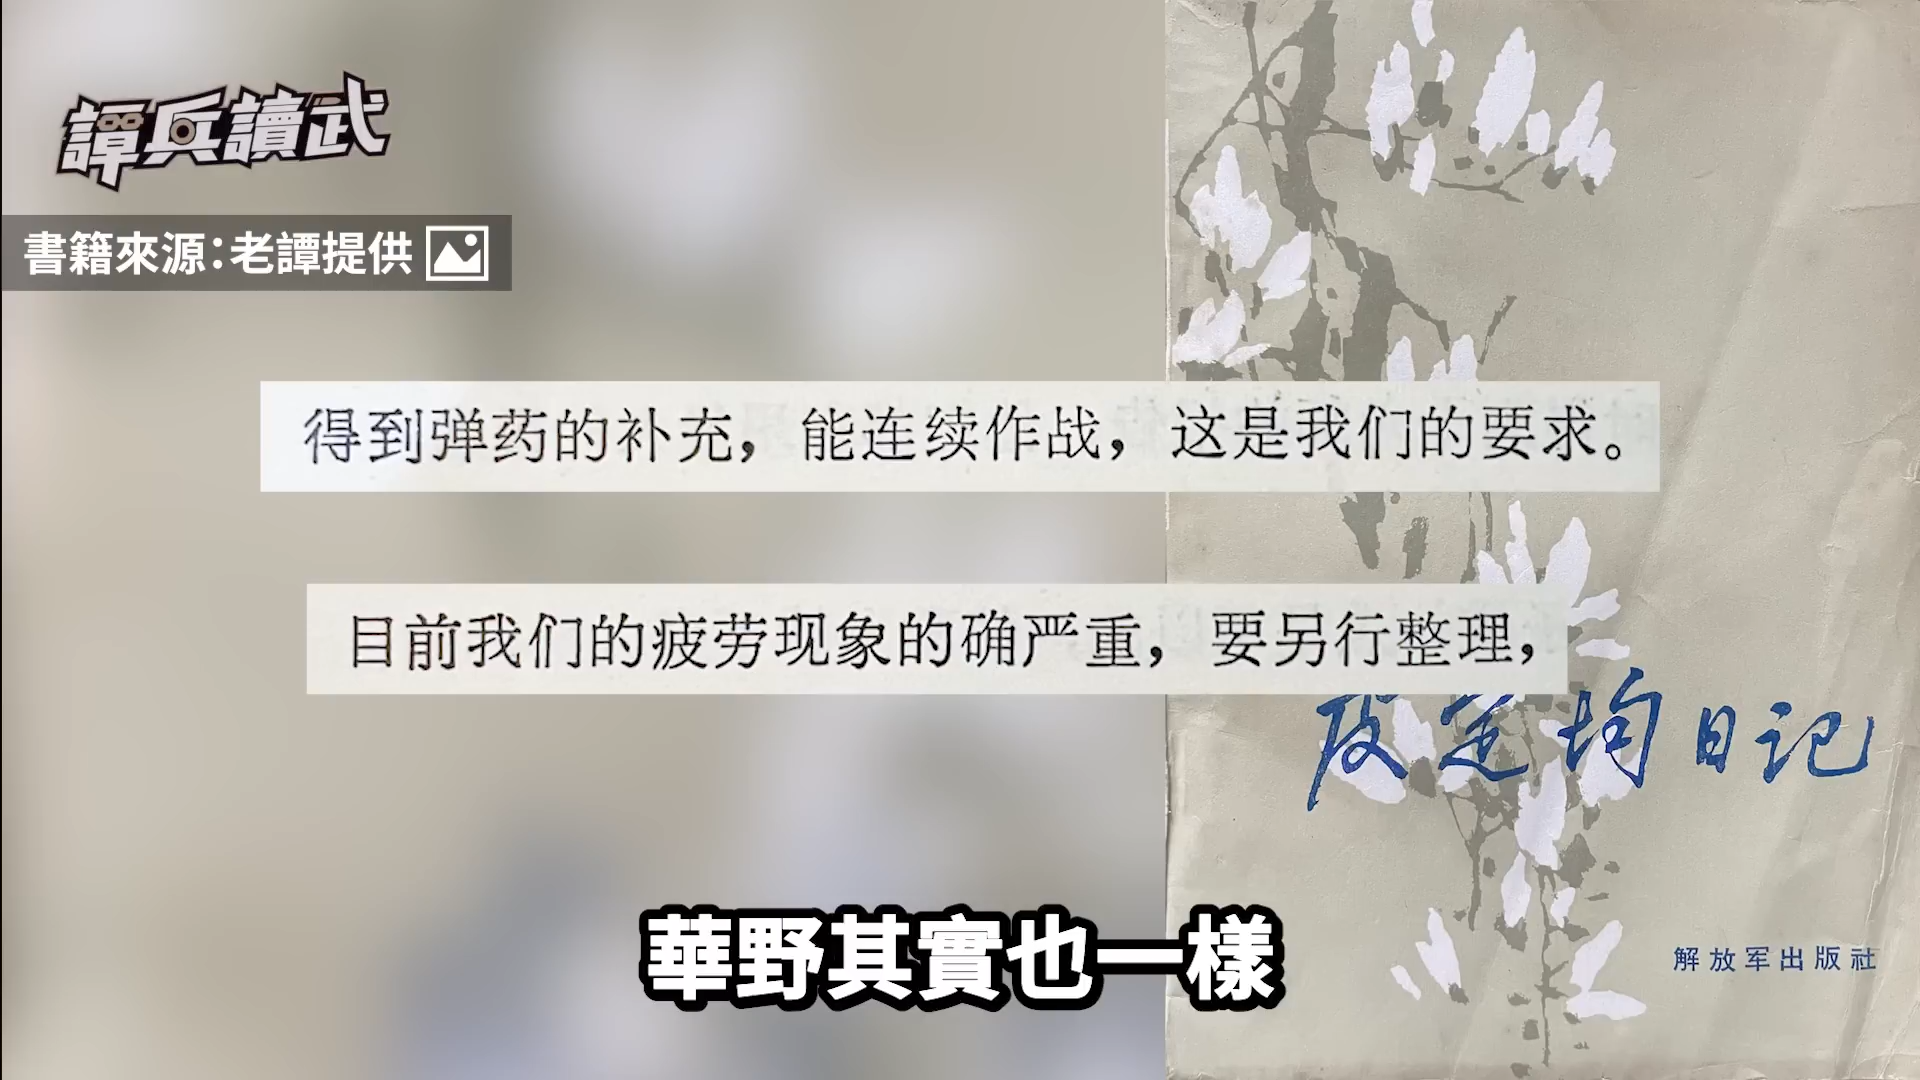 譚兵讀武
書籍來源：老譚提供
得到弹药的补充，能连续作战，这是我们的要求。
目前我们的疲劳现象的确严重，要另行整理，
皮定均日记
解放军出版社
華野其實也一樣